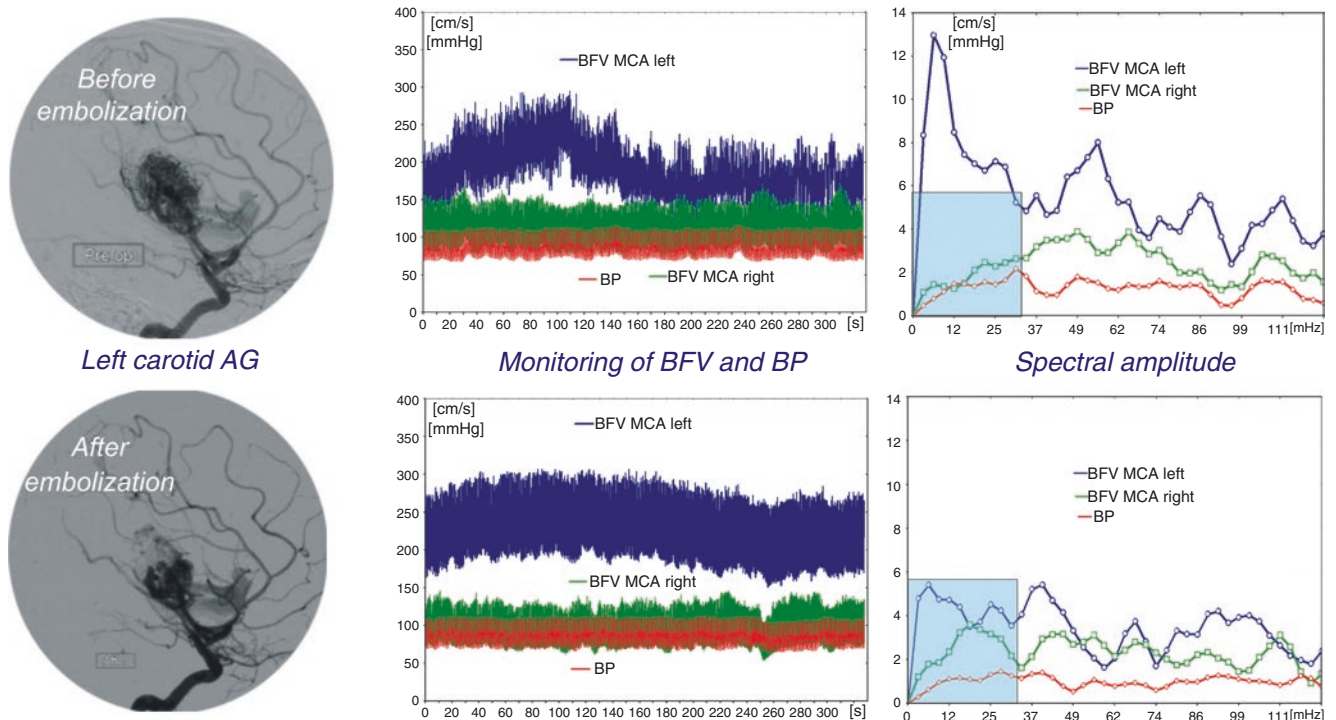 Before
embolization
Pre op
[cm/s]
[mmHg]
400
350
300
250
200
150
100
50
0
BFV MCA left
BP
BFV MCA right
0 20 40 60 80 100 120 140 160 180 200 220 240 260 280 300 [s]
[cm/s]
[mmHg]
14
12
10
8
6
4
2
0
BFV MCA left
BFV MCA right
BP
0 12 25 37 49 62 74 86 99 111 [mHz]
Left carotid AG
Monitoring of BFV and BP
Spectral amplitude
After
embolization
[cm/s]
[mmHg]
400
350
300
250
200
150
100
50
0
BFV MCA left
BFV MCA right
BP
0 20 40 60 80 100 120 140 160 180 200 220 240 260 280 300 [s]
14
12
10
8
6
4
2
0
BFV MCA left
BFV MCA right
BP
0 12 25 37 49 62 74 86 99 111 [mHz]